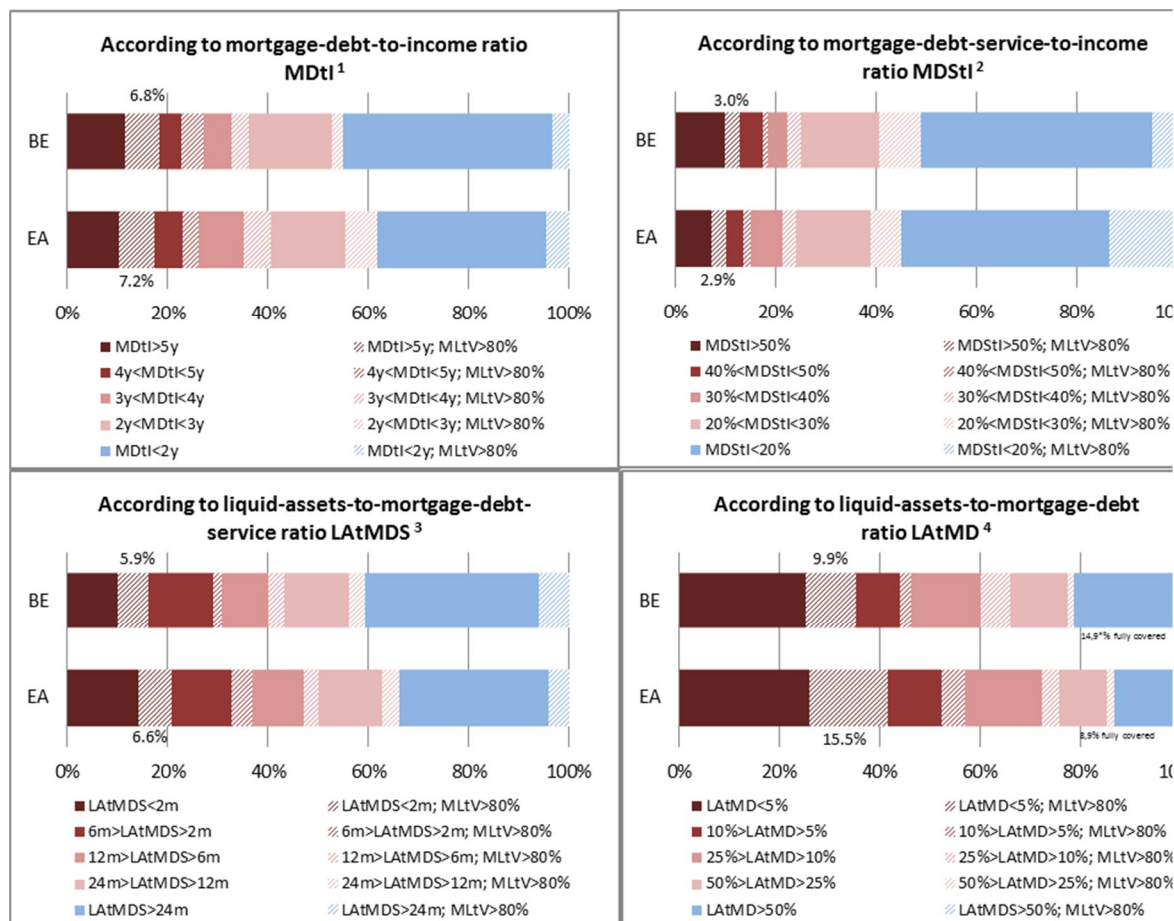 According to mortgage-debt-to-income ratio
MDtI ¹
6.8%
BE
EA
7.2%
0% 20% 40% 60% 80% 100%
MDtI>5y MDtI>5y; MLtV>80%
4y<MDtI<5y 4y<MDtI<5y; MLtV>80%
3y<MDtI<4y 3y<MDtI<4y; MLtV>80%
2y<MDtI<3y 2y<MDtI<3y; MLtV>80%
MDtI<2y MDtI<2y; MLtV>80%
According to mortgage-debt-service-to-income
ratio MDStI ²
3.0%
BE
EA
2.9%
0% 20% 40% 60% 80% 100
MDStI>50% MDStI>50%; MLtV>80%
40%<MDStI<50% 40%<MDStI<50%; MLtV>80%
30%<MDStI<40% 30%<MDStI<40%; MLtV>80%
20%<MDStI<30% 20%<MDStI<30%; MLtV>80%
MDStI<20% MDStI<20%; MLtV>80%
According to liquid-assets-to-mortgage-debt-
service ratio LAtMDS ³
5.9%
BE
EA
6.6%
0% 20% 40% 60% 80% 100%
LAtMDS<2m LAtMDS<2m; MLtV>80%
6m>LAtMDS>2m 6m>LAtMDS>2m; MLtV>80%
12m>LAtMDS>6m 12m>LAtMDS>6m; MLtV>80%
24m>LAtMDS>12m 24m>LAtMDS>12m; MLtV>80%
LAtMDS>24m LAtMDS>24m; MLtV>80%
According to liquid-assets-to-mortgage-debt
ratio LAtMD ⁴
9.9%
BE
14,9*% fully covered
EA
8,9% fully covered
15.5%
0% 20% 40% 60% 80% 100
LAtMD<5% LAtMD<5%; MLtV>80%
10%>LAtMD>5% 10%>LAtMD>5%; MLtV>80%
25%>LAtMD>10% 25%>LAtMD>10%; MLtV>80%
50%>LAtMD>25% 50%>LAtMD>25%; MLtV>80%
LAtMD>50% LAtMDS>50%; MLtV>80%